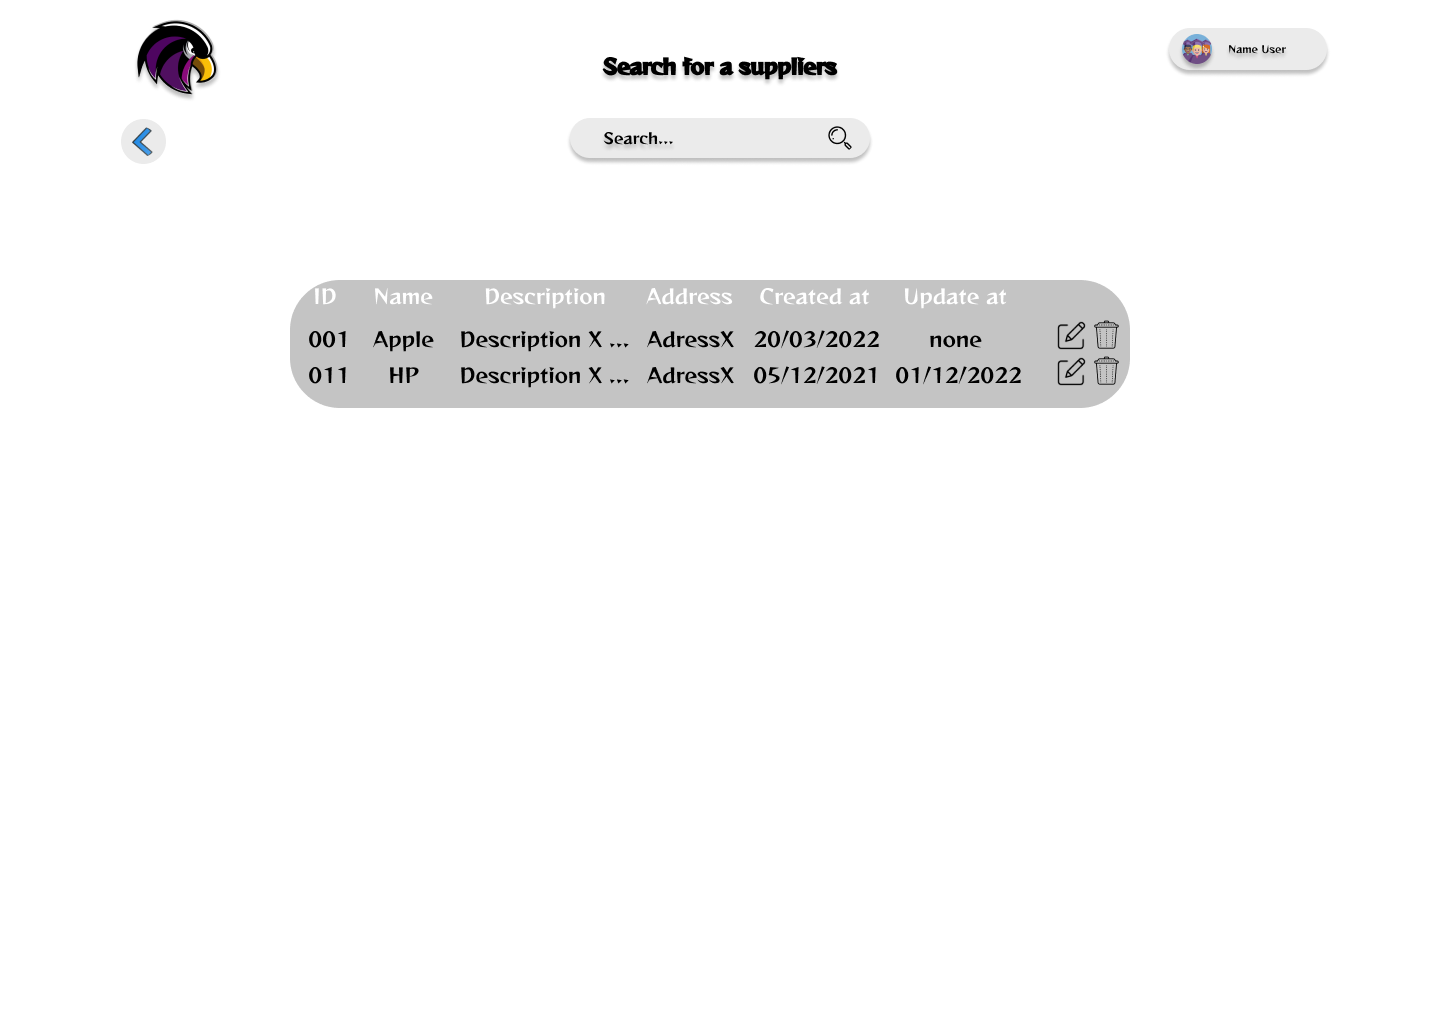 Search for a suppliers
Name User
Search...
ID Name Description Address Created at Update at
001 Apple Description X ... AdressX 20/03/2022 none
011 HP Description X ... AdressX 05/12/2021 01/12/2022